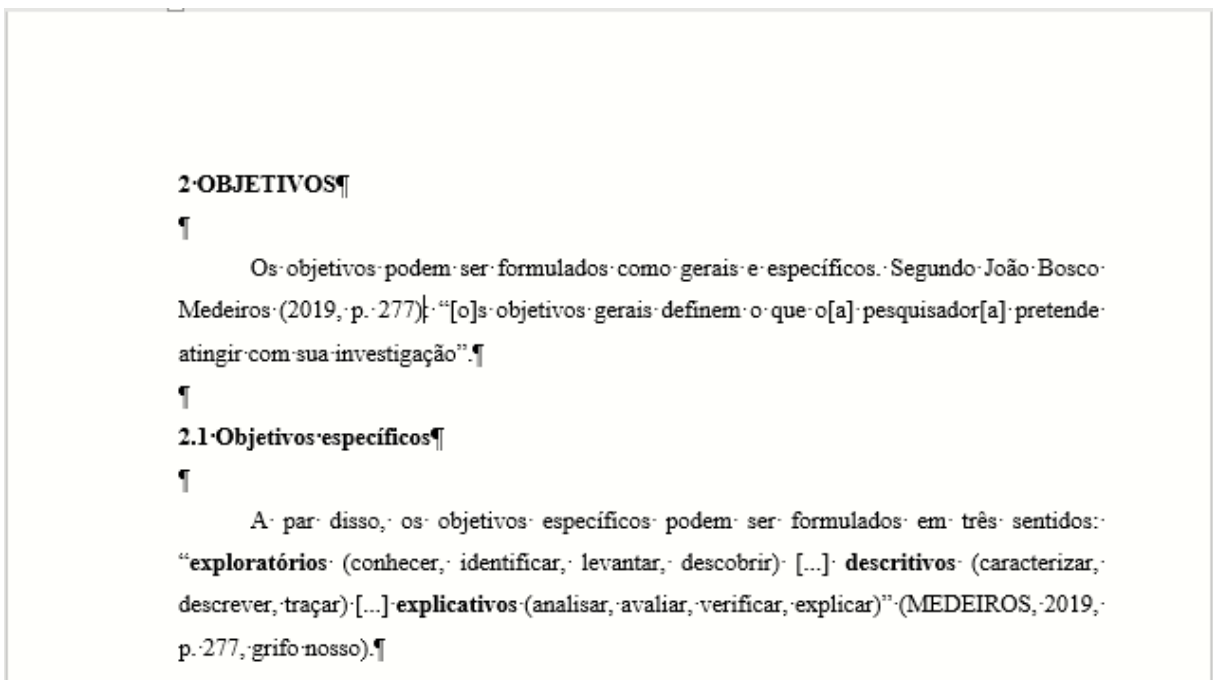 2·OBJETIVOS¶
¶
Os·objetivos·podem·ser·formulados·como·gerais·e·específicos.·Segundo·João·Bosco·
Medeiros·(2019,·p.·277):·“[o]s·objetivos·gerais·definem·o·que·o[a]·pesquisador[a]·pretende·
atingir·com·sua·investigação”.¶
¶
2.1·Objetivos·específicos¶
¶
A·par·disso,·os·objetivos·específicos·podem·ser·formulados·em·três·sentidos:·
“exploratórios·(conhecer,·identificar,·levantar,·descobrir)·[...]·descritivos·(caracterizar,·
descrever,·traçar)·[...]·explicativos·(analisar,·avaliar,·verificar,·explicar)”·(MEDEIROS,·2019,·
p.·277,·grifo·nosso).¶